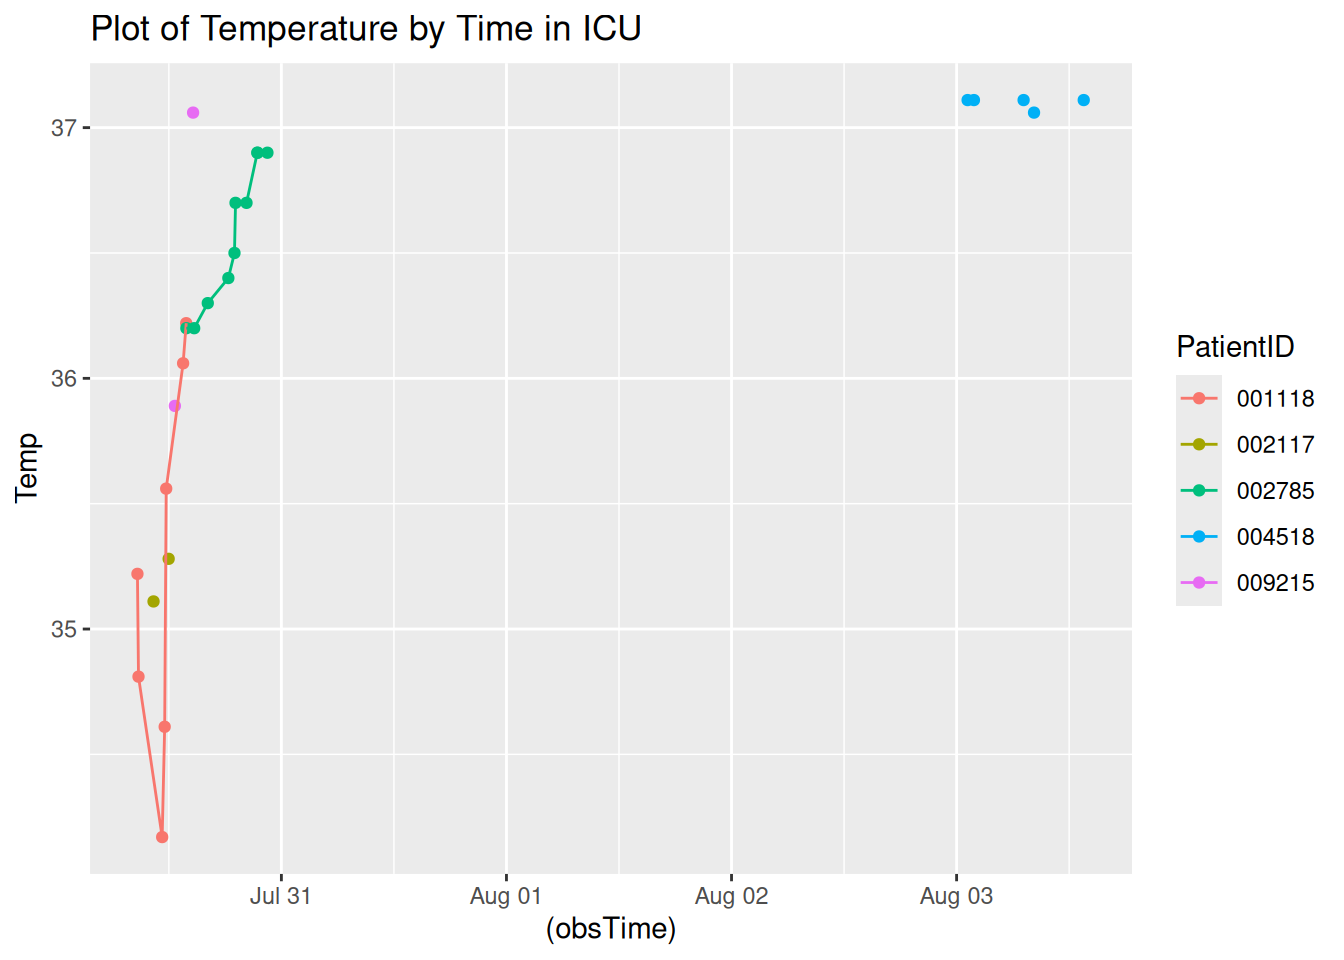 Plot of Temperature by Time in ICU
37
36
35
Temp
Jul 31
Aug 01
Aug 02
Aug 03
(obsTime)
PatientID
001118
002117
002785
004518
009215